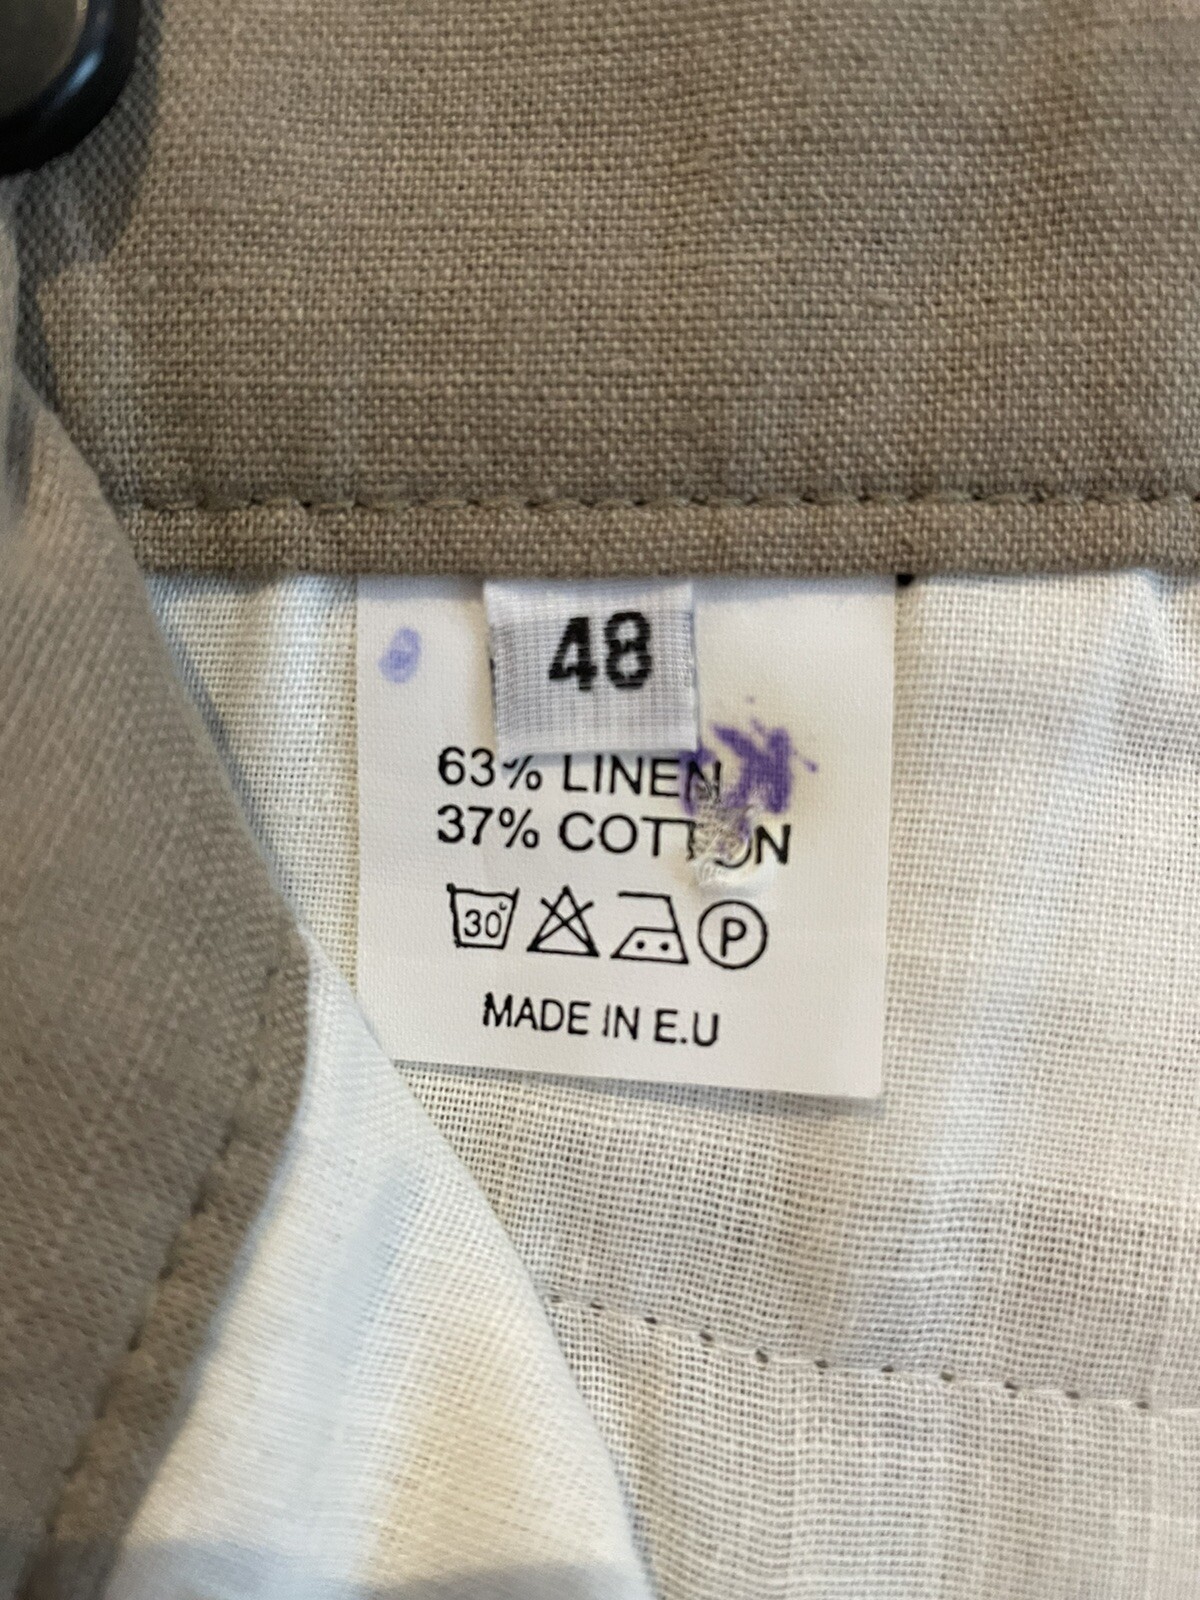 48
63% LINEN
37% COTTON
30°
P
MADE IN E.U